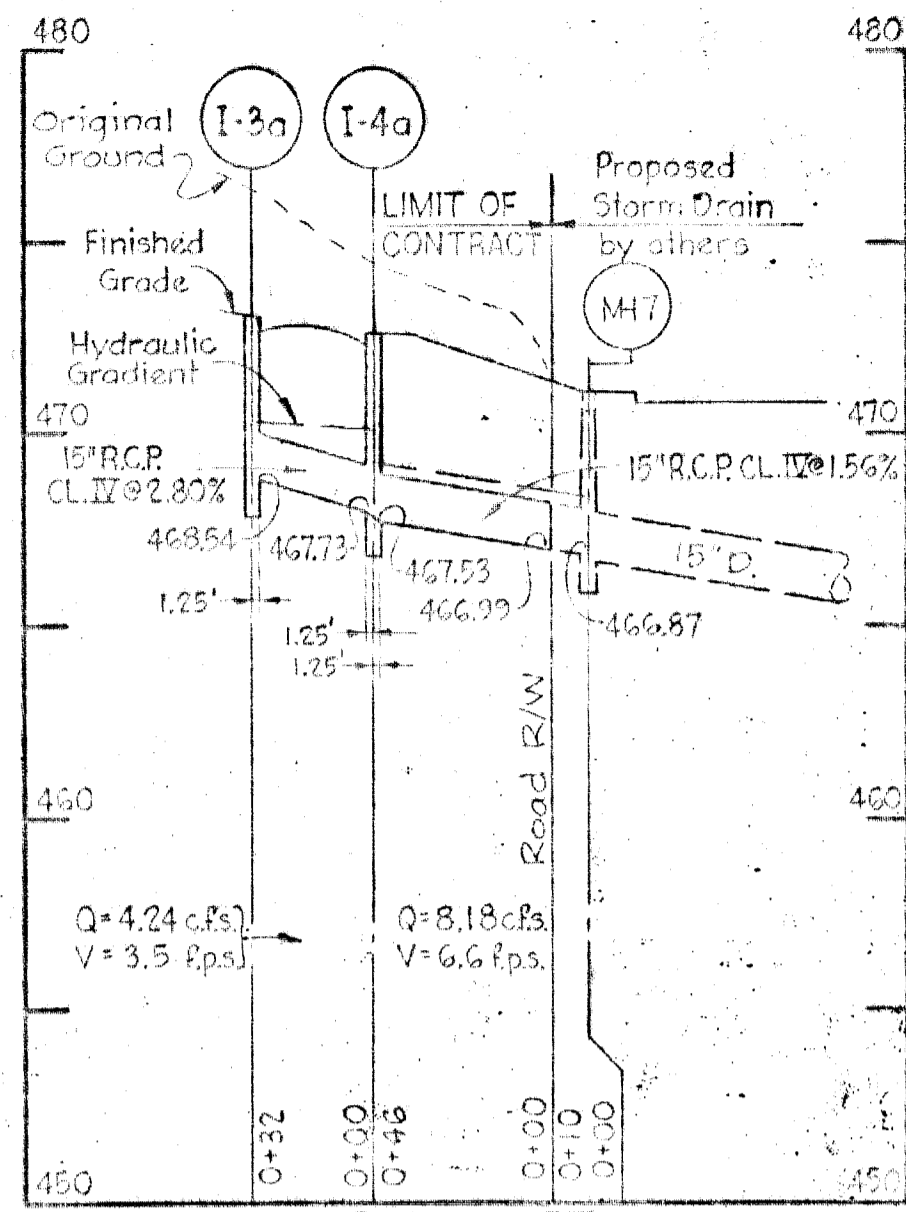 480
480
I-3a
I-4a
Original
Ground
Proposed
Storm Drain
by others
LIMIT OF
CONTRACT
Finished
Grade
MH7
Hydraulic
Gradient
470
470
15" R.C.P.
CL. IV @ 2.80%
15" R.C.P. CL. IV @ 1.56%
468.54
467.73
467.53
466.99
466.87
15" D.
1.25'
1.25'
1.25'
Road R/W
460
460
Q = 4.24 c.f.s.
V = 3.5 f.p.s.
Q = 8.18 c.f.s.
V = 6.6 f.p.s.
0+32
0+00
0+46
0+00
0+10
0+00
450
450